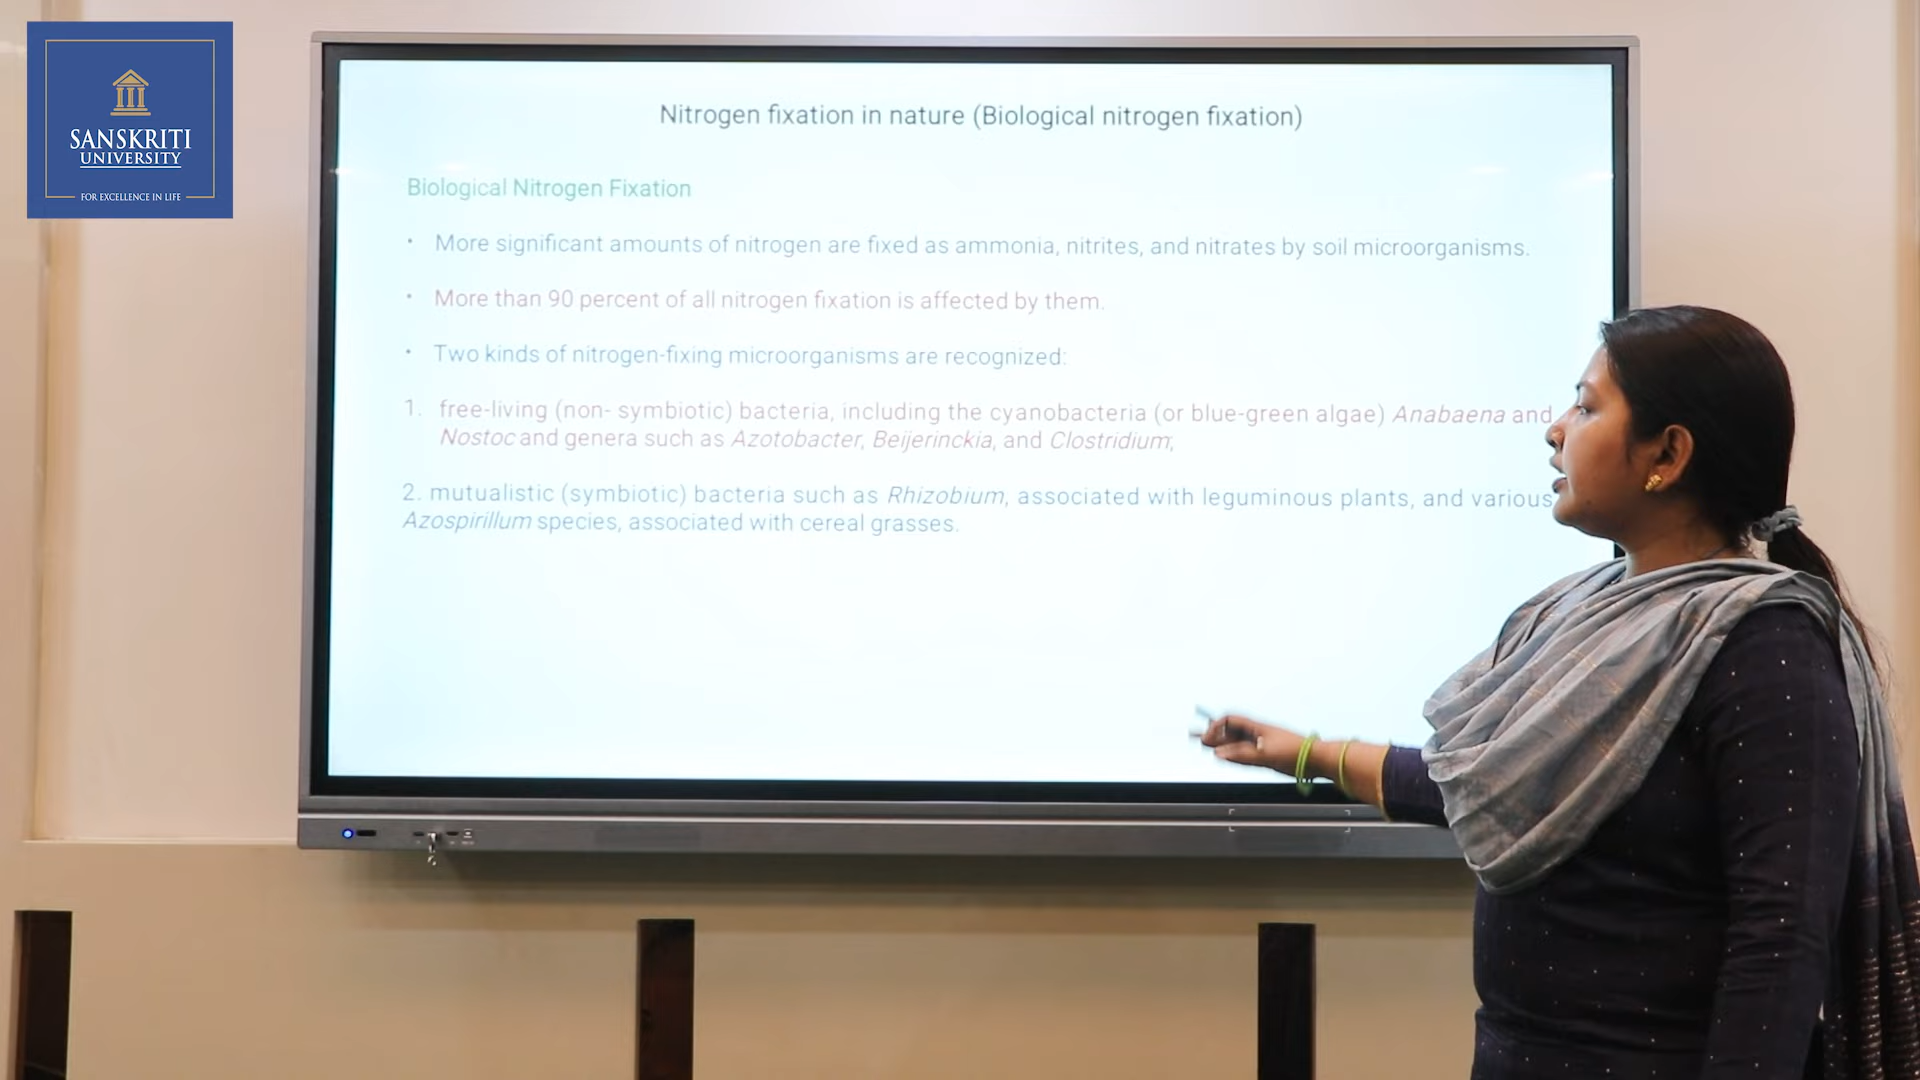 SANSKRITI
UNIVERSITY
FOR EXCELLENCE IN LIFE
Nitrogen fixation in nature (Biological nitrogen fixation)
Biological Nitrogen Fixation
• More significant amounts of nitrogen are fixed as ammonia, nitrites, and nitrates by soil microorganisms.
• More than 90 percent of all nitrogen fixation is affected by them.
• Two kinds of nitrogen-fixing microorganisms are recognized:
1. free-living (non- symbiotic) bacteria, including the cyanobacteria (or blue-green algae) Anabaena and
Nostoc and genera such as Azotobacter, Beijerinckia, and Clostridium;
2. mutualistic (symbiotic) bacteria such as Rhizobium, associated with leguminous plants, and various
Azospirillum species, associated with cereal grasses.